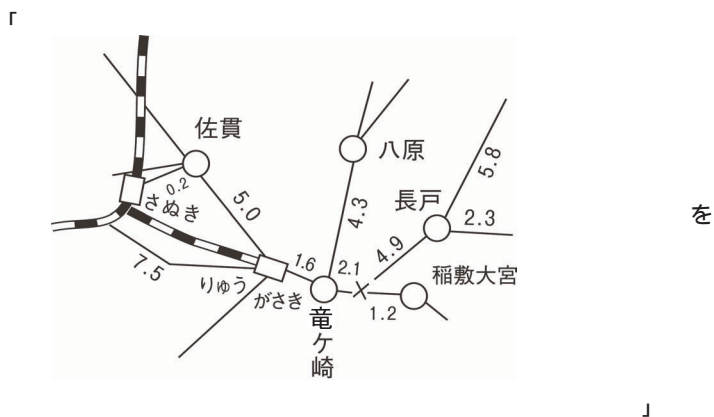 「
佐貫
八原
5.8
0.2
さぬき
5.0
4.3
長戸
2.3
を
4.9
7.5
1.6
2.1
稲敷大宮
りゅう
がさき
1.2
竜ケ崎
」